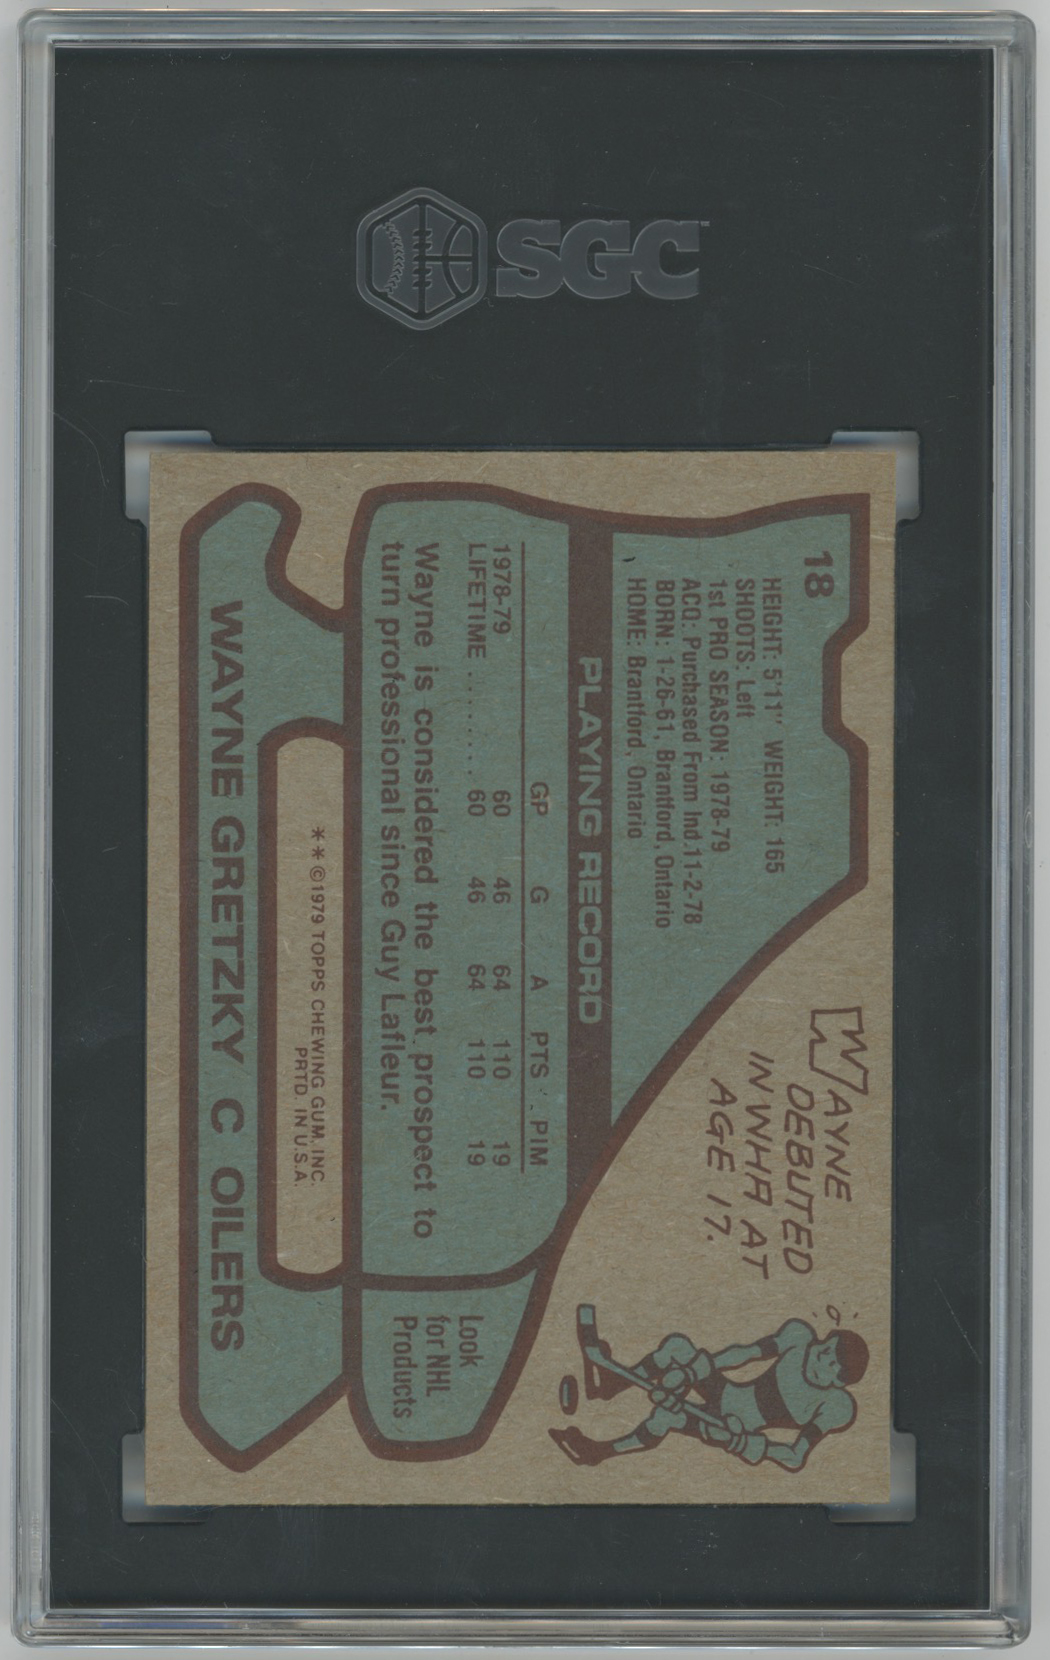 SGC
18
HEIGHT: 5'11" WEIGHT: 165
SHOOTS: Left
1st PRO SEASON: 1978-79
ACQ: Purchased From Ind.11-2-78
BORN: 1-26-61, Brantford, Ontario
HOME: Brantford, Ontario
WAYNE
DEBUTED
IN WHA AT
AGE 17.
PLAYING RECORD
GP G A PTS. PIM
1978-79 60 46 64 110 19
LIFETIME ........ 60 46 64 110 19
Wayne is considered the best prospect to
turn professional since Guy Lafleur.
Look
for NHL
Products
**©1979 TOPPS CHEWING GUM, INC.
PRTD. IN U.S.A.
WAYNE GRETZKY C OILERS